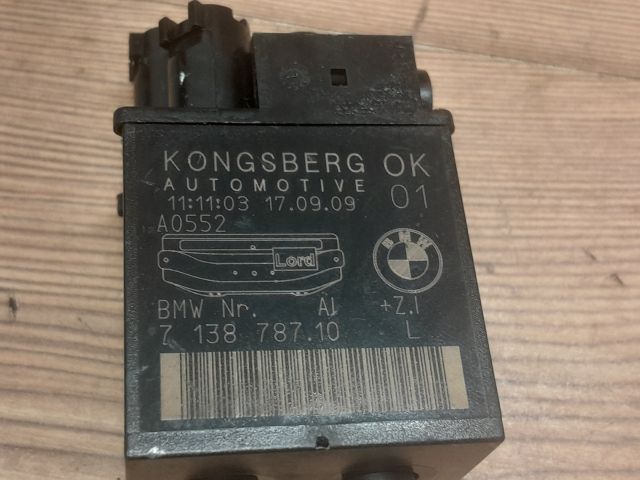 KONGSBERG OK
AUTOMOTIVE 01
11:11:03 17.09.09
A0552
Lord
BMW
BMW Nr. AI +Z.I
7 138 787.10 L